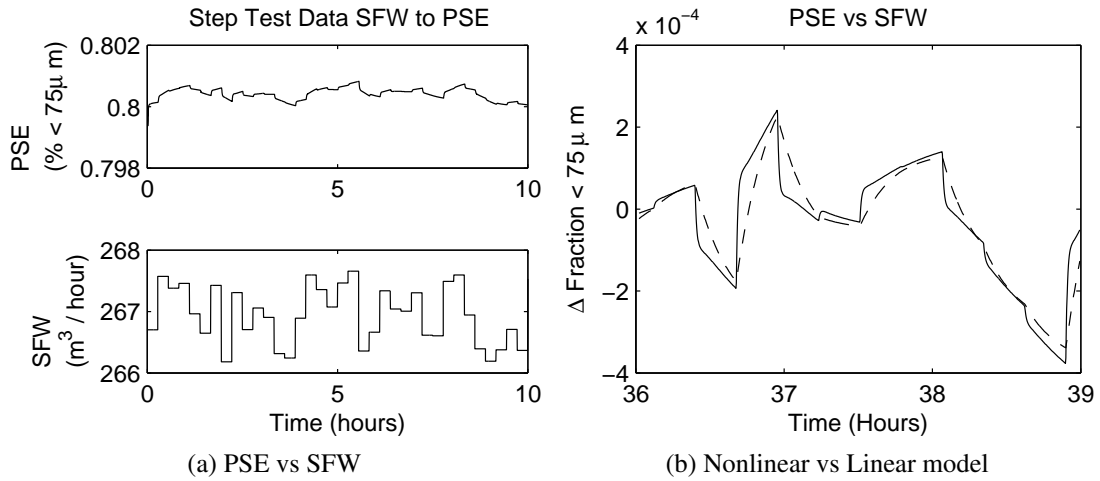 Step Test Data SFW to PSE
PSE
(% < 75μ m)
0.802
0.8
0.798
0
5
10
SFW
(m³ / hour)
268
267
266
0
5
10
Time (hours)
(a) PSE vs SFW
PSE vs SFW
x 10⁻⁴
Δ Fraction < 75 μ m
4
2
0
−2
−4
36
37
38
39
Time (Hours)
(b) Nonlinear vs Linear model